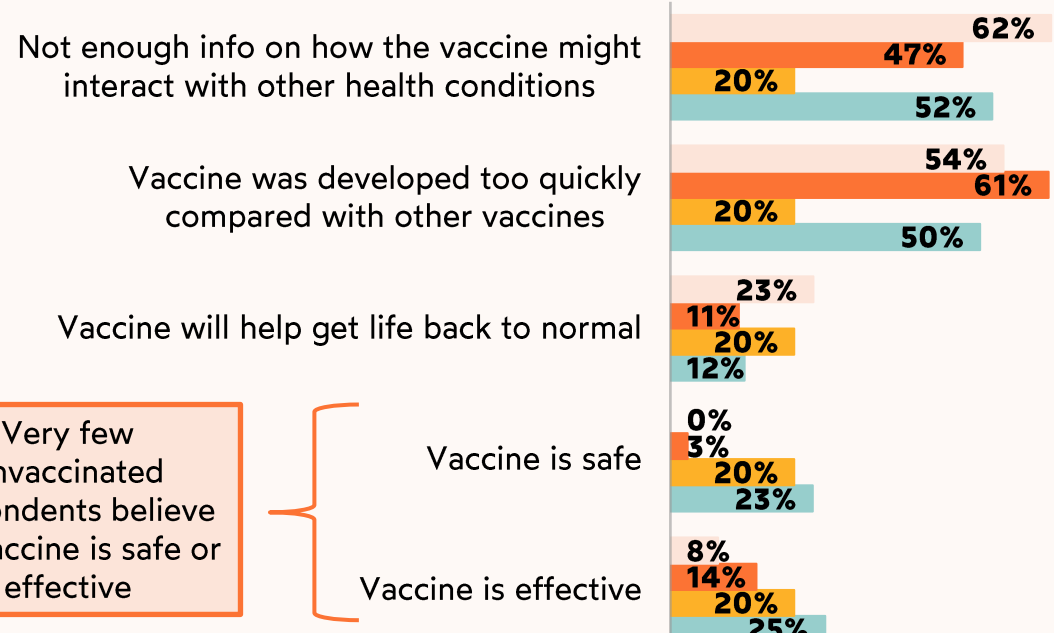 Not enough info on how the vaccine might
interact with other health conditions
62%
47%
20%
52%
Vaccine was developed too quickly
compared with other vaccines
54%
61%
20%
50%
Vaccine will help get life back to normal
23%
11%
20%
12%
Very few
nvaccinated
ondents believe
accine is safe or
effective
Vaccine is safe
0%
3%
20%
23%
Vaccine is effective
8%
14%
20%
25%